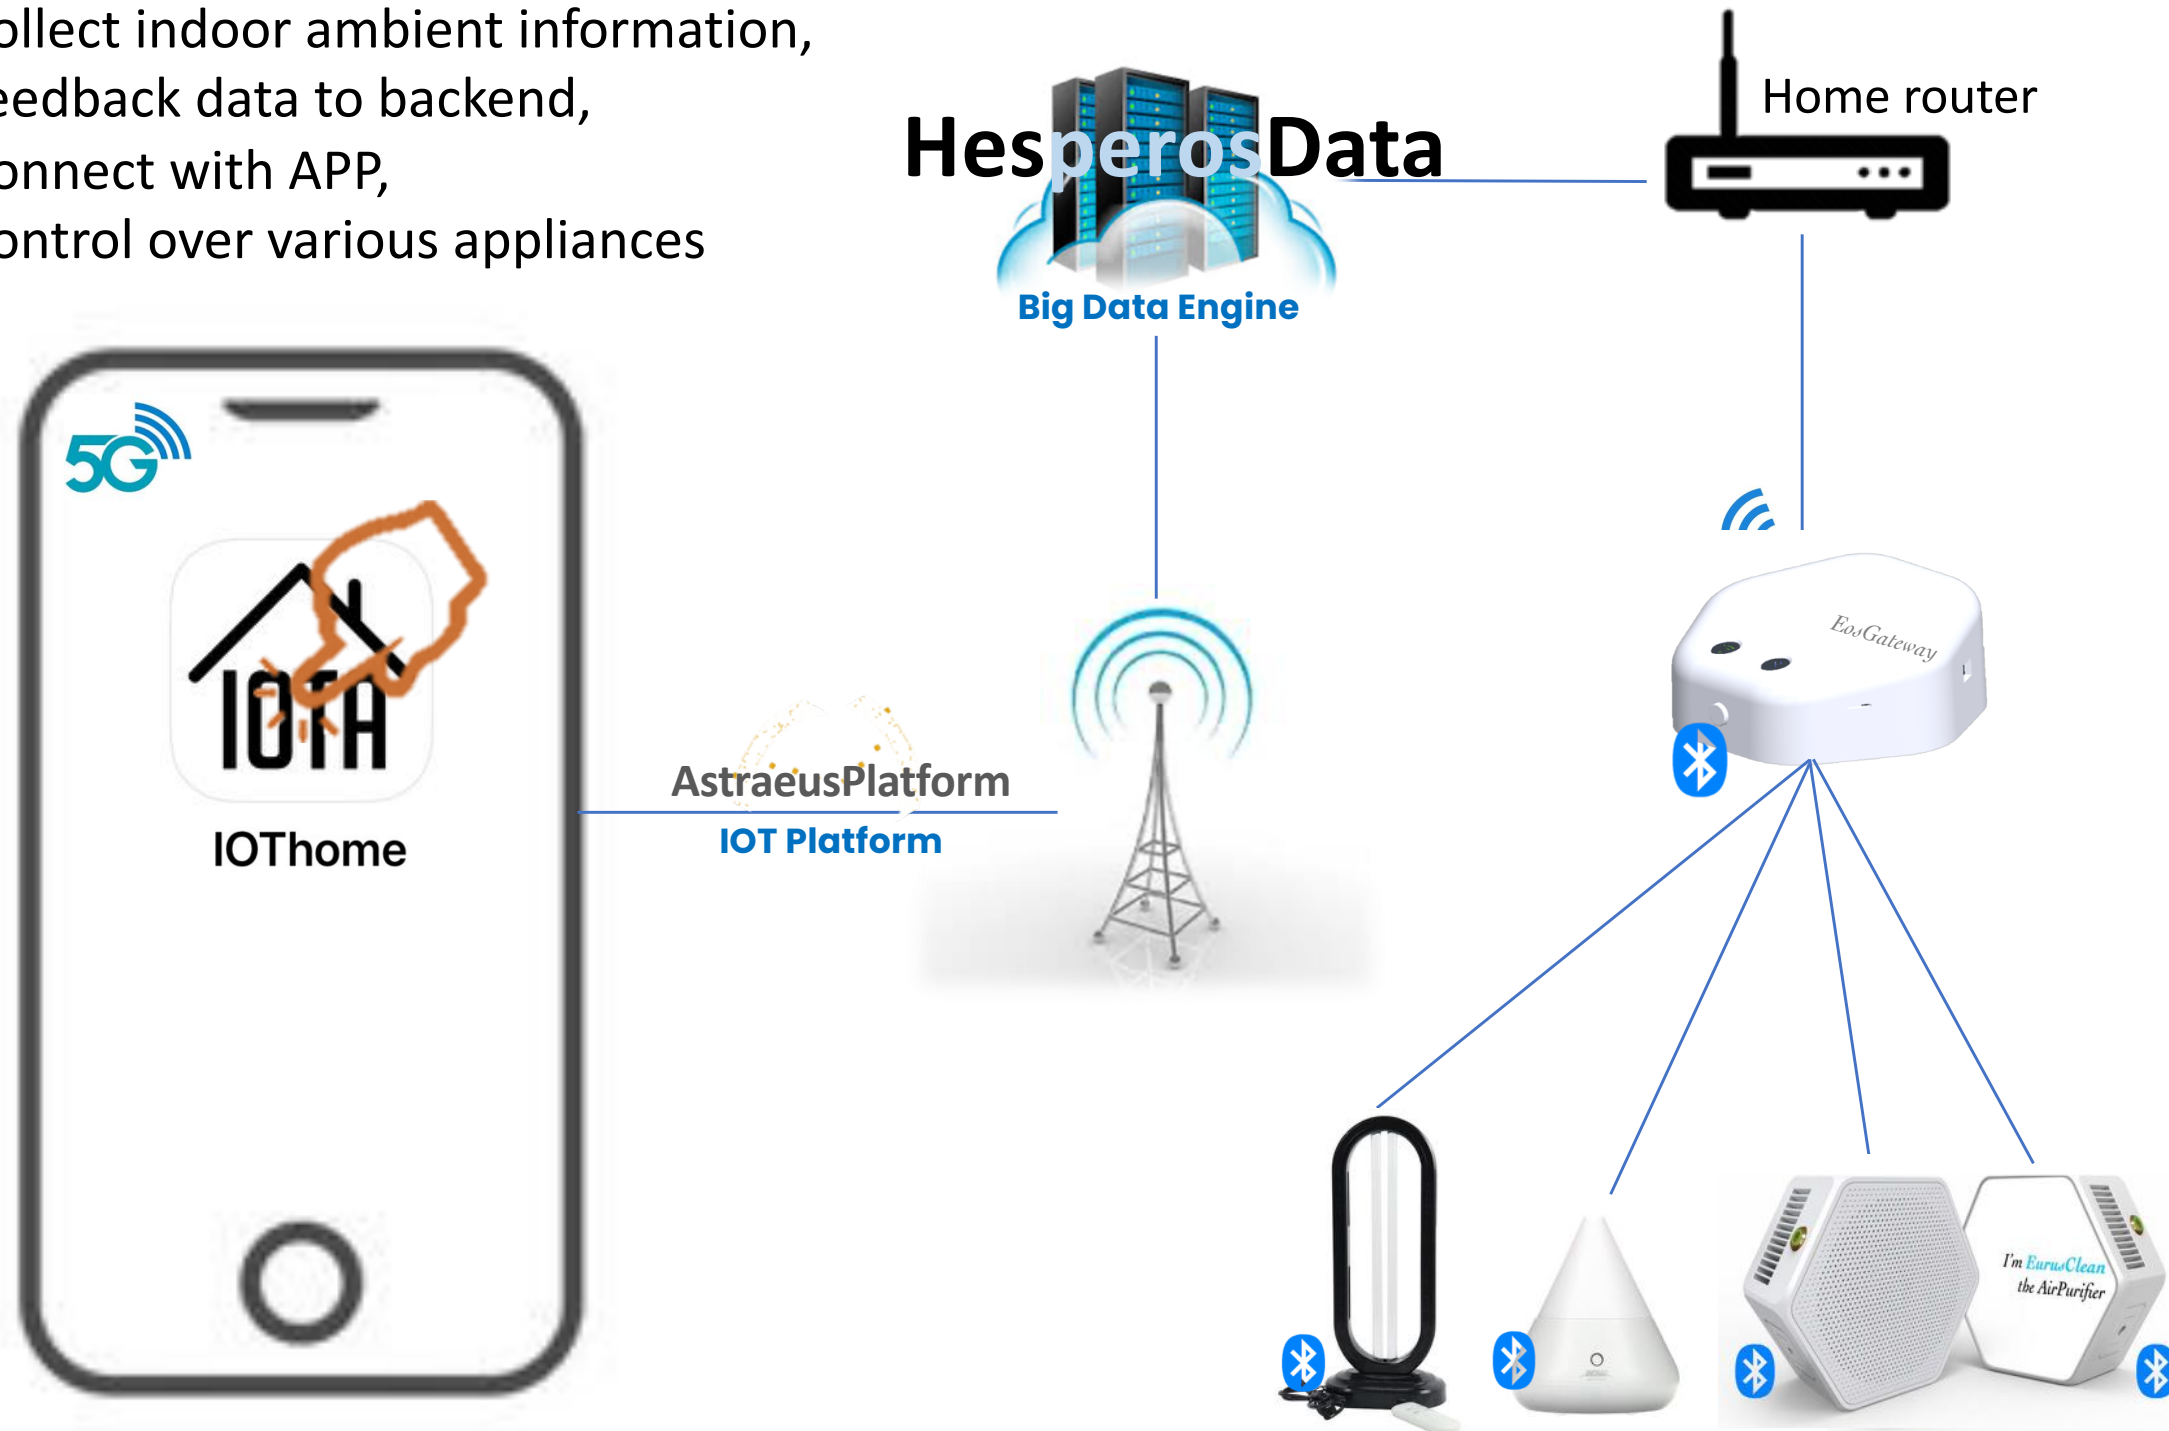 ollect indoor ambient information,
eedback data to backend,
onnect with APP,
ontrol over various appliances
HesperosData
Big Data Engine
Home router
5G
IOTA
IOThome
AstraeusPlatform
IOT Platform
EosGateway
I'm EurusClean
the AirPurifier